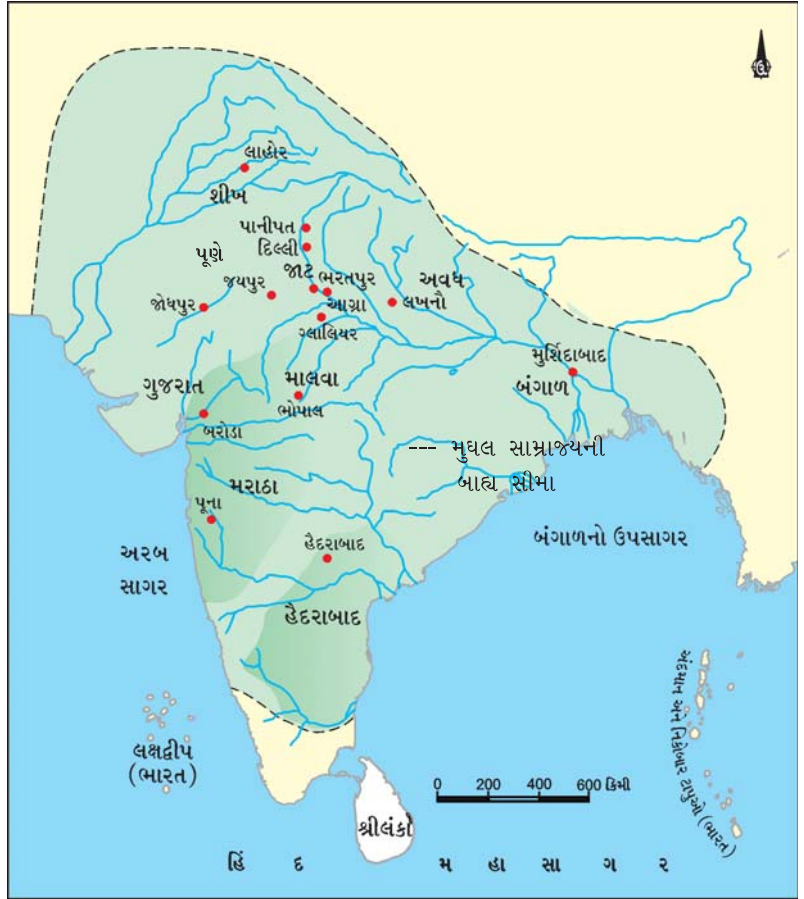 ઉ
લાહોર
શીખ
પાનીપત
દિલ્લી
પૂણે
જાટ
ભરતપુર
અવધ
જયપુર
જોધપુર
આગ્રા
લખનૌ
ગ્વાલિયર
મુર્શિદાબાદ
ગુજરાત
માલવા
બંગાળ
ભોપાલ
બરોડા
--- મુઘલ સામ્રાજ્યની
બાહ્ય સીમા
મરાઠા
પૂના
હૈદરાબાદ
બંગાળનો ઉપસાગર
અરબ
સાગર
હૈદરાબાદ
અંદમાન અને નિકોબાર ટાપુઓ (ભારત)
લક્ષદ્વીપ
(ભારત)
0 200 400 600 કિમી
શ્રીલંકા
હિં દ મ હા સા ગ ર